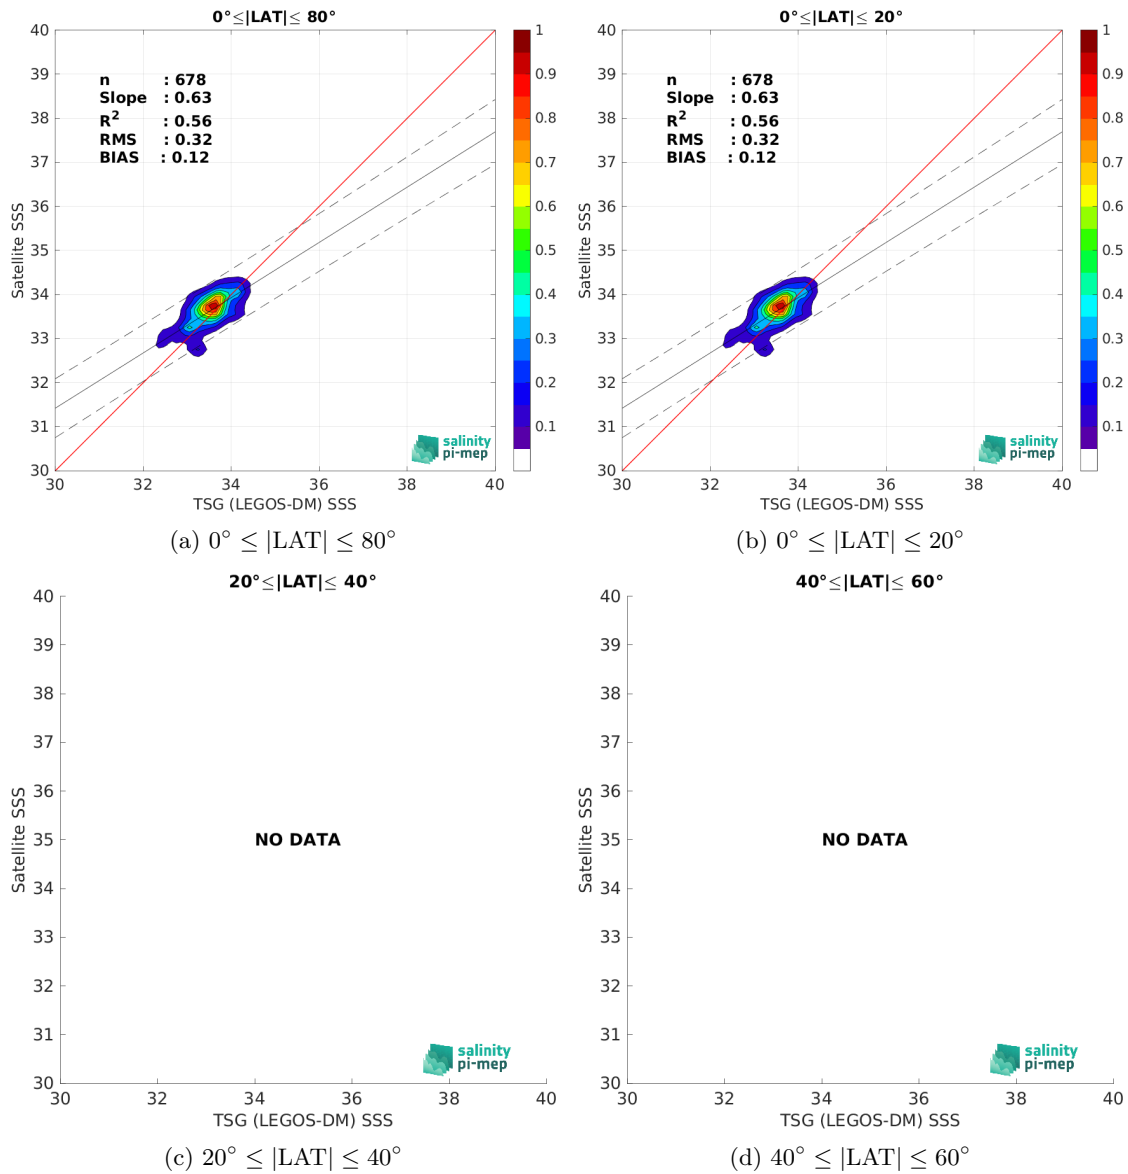 0°≤|LAT|≤ 80°
40
39
38
37
36
35
34
33
32
31
30
30
32
34
36
38
40
Satellite SSS
TSG (LEGOS-DM) SSS
n : 678
Slope : 0.63
R² : 0.56
RMS : 0.32
BIAS : 0.12
1
0.9
0.8
0.7
0.6
0.5
0.4
0.3
0.2
0.1
salinity
pi-mep
(a) 0° ≤ |LAT| ≤ 80°
0°≤|LAT|≤ 20°
40
39
38
37
36
35
34
33
32
31
30
30
32
34
36
38
40
Satellite SSS
TSG (LEGOS-DM) SSS
n : 678
Slope : 0.63
R² : 0.56
RMS : 0.32
BIAS : 0.12
1
0.9
0.8
0.7
0.6
0.5
0.4
0.3
0.2
0.1
salinity
pi-mep
(b) 0° ≤ |LAT| ≤ 20°
20°≤|LAT|≤ 40°
40
39
38
37
36
35
34
33
32
31
30
30
32
34
36
38
40
Satellite SSS
TSG (LEGOS-DM) SSS
NO DATA
salinity
pi-mep
(c) 20° ≤ |LAT| ≤ 40°
40°≤|LAT|≤ 60°
40
39
38
37
36
35
34
33
32
31
30
30
32
34
36
38
40
Satellite SSS
TSG (LEGOS-DM) SSS
NO DATA
salinity
pi-mep
(d) 40° ≤ |LAT| ≤ 60°